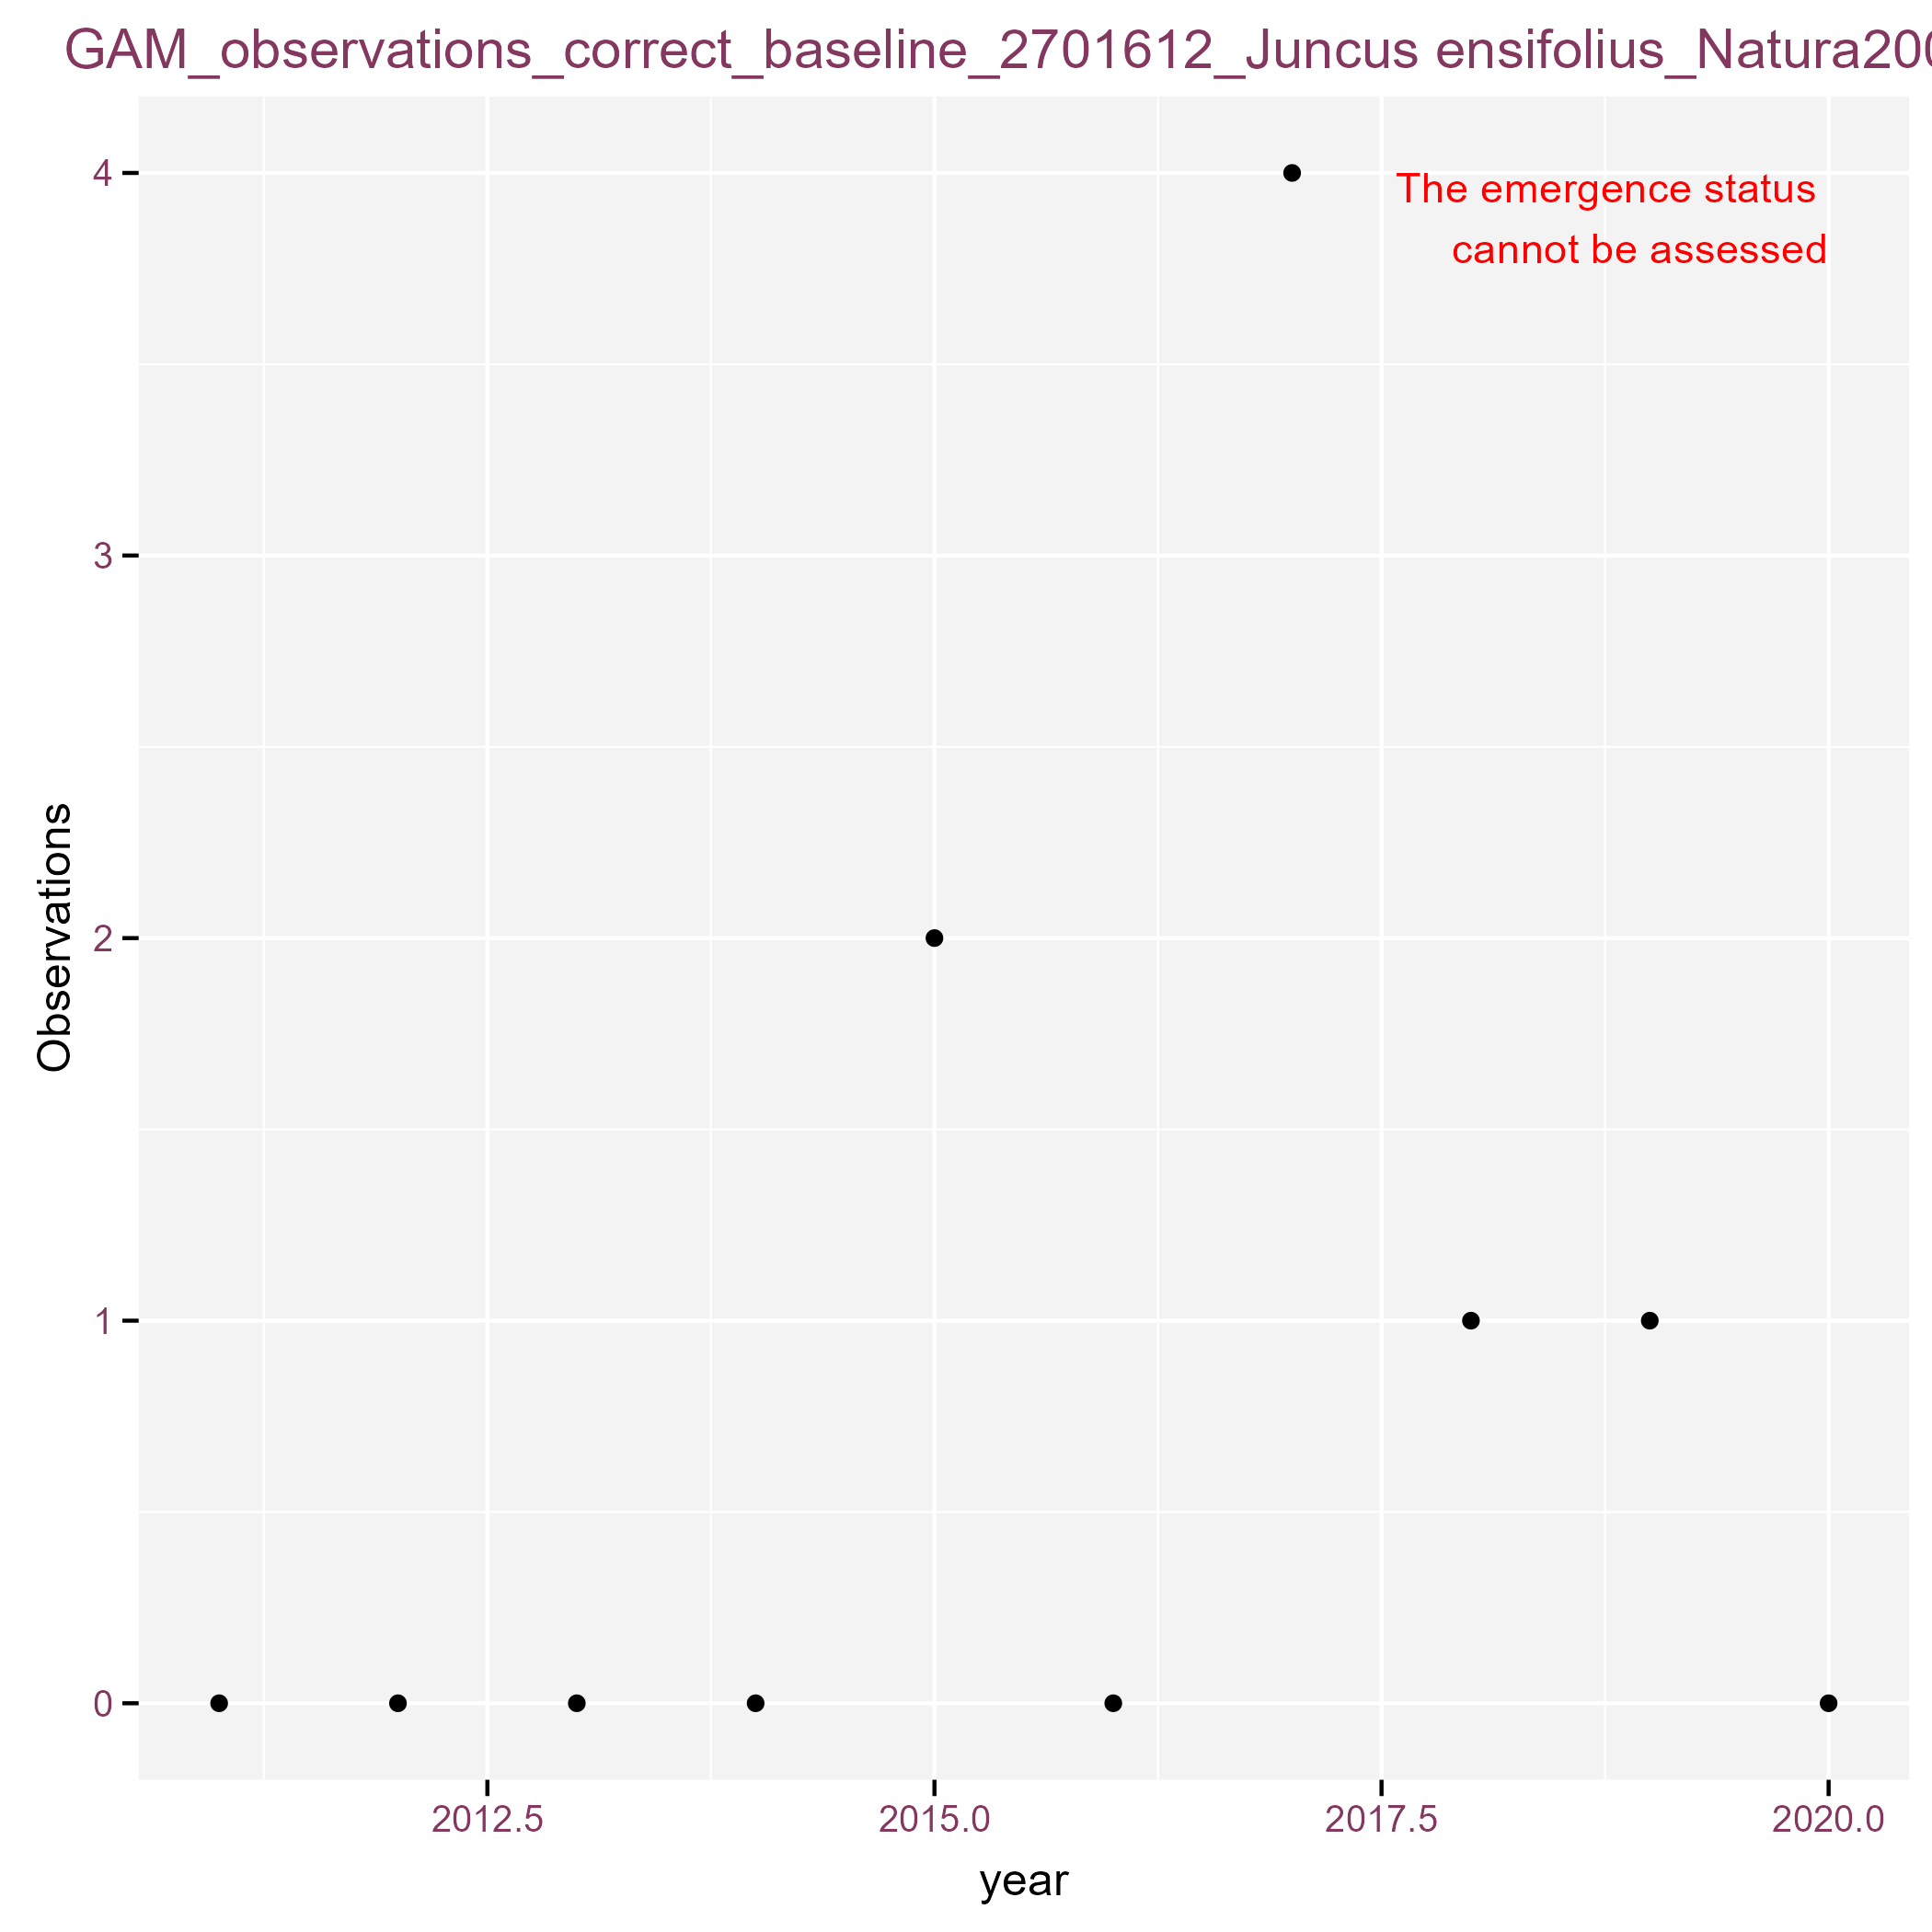 GAM_observations_correct_baseline_2701612_Juncus ensifolius_Natura200
The emergence status
cannot be assessed
Observations
4
3
2
1
0
2012.5
2015.0
2017.5
2020.0
year